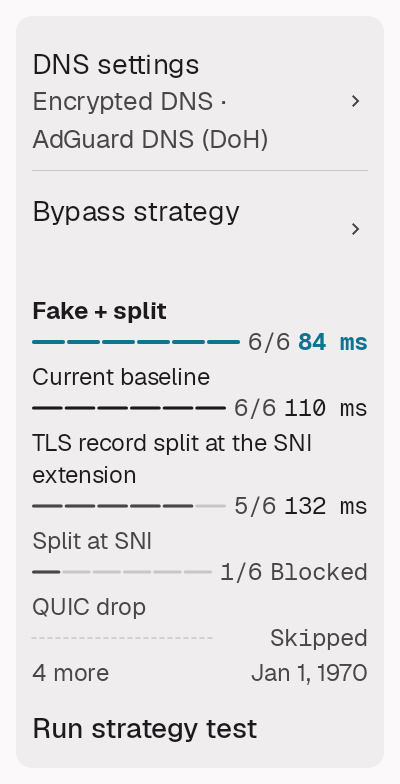 DNS settings
Encrypted DNS ·
AdGuard DNS (DoH)
Bypass strategy
Fake + split
6/6 84 ms
Current baseline
6/6 110 ms
TLS record split at the SNI
extension
5/6 132 ms
Split at SNI
1/6 Blocked
QUIC drop
Skipped
4 more Jan 1, 1970
Run strategy test